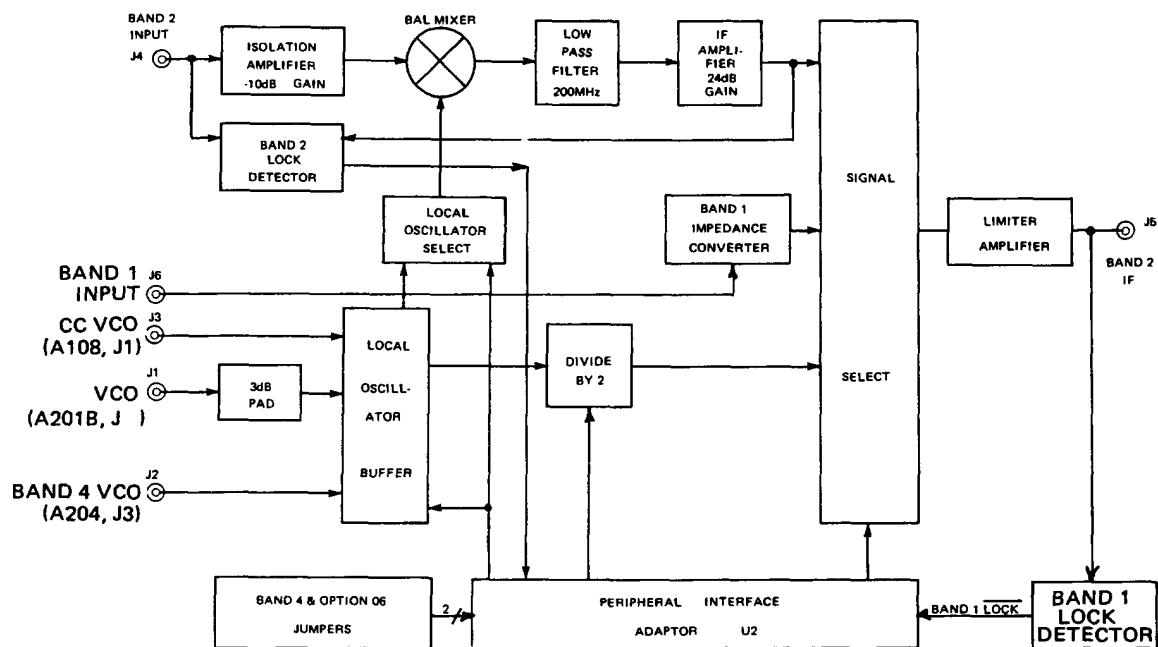 BAND 2
INPUT
J4
ISOLATION
AMPLIFIER
-10dB GAIN
BAL MIXER
LOW
PASS
FILTER
200MHz
IF
AMPLI-
FIER
24dB
GAIN
BAND 2
LOCK
DETECTOR
LOCAL
OSCILLATOR
SELECT
BAND 1
IMPEDANCE
CONVERTER
SIGNAL
SELECT
LIMITER
AMPLIFIER
J5
BAND 2
IF
BAND 1
INPUT
J6
CC VCO
(A108, J1)
J3
VCO
(A201B, J )
J1
3dB
PAD
BAND 4 VCO
(A204, J3)
J2
LOCAL
OSCILL-
ATOR
BUFFER
DIVIDE
BY 2
BAND 4 & OPTION 06
JUMPERS
2
PERIPHERAL INTERFACE
ADAPTOR U2
BAND 1 LOCK
BAND 1
LOCK
DETECTOR